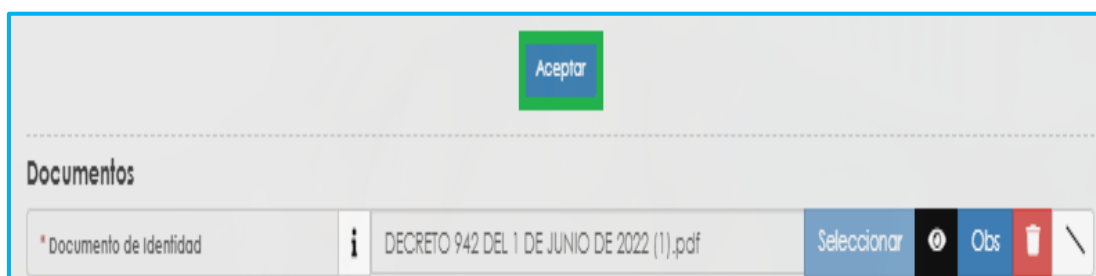 Aceptar
Documentos
* Documento de Identidad i DECRETO 942 DEL 1 DE JUNIO DE 2022 (1).pdf Seleccionar Obs